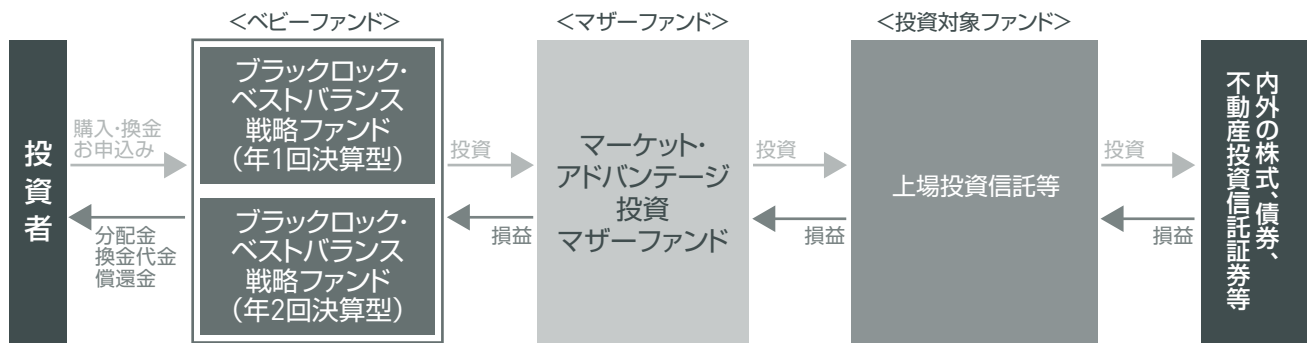 <ベビーファンド>
<マザーファンド>
<投資対象ファンド>
投資者
購入・換金
お申込み
分配金
換金代金
償還金
ブラックロック・
ベストバランス
戦略ファンド
(年1回決算型)
ブラックロック・
ベストバランス
戦略ファンド
(年2回決算型)
投資
損益
マーケット・
アドバンテージ
投資
マザーファンド
投資
損益
上場投資信託等
投資
損益
内外の株式、債券、
不動産投資信託証券等